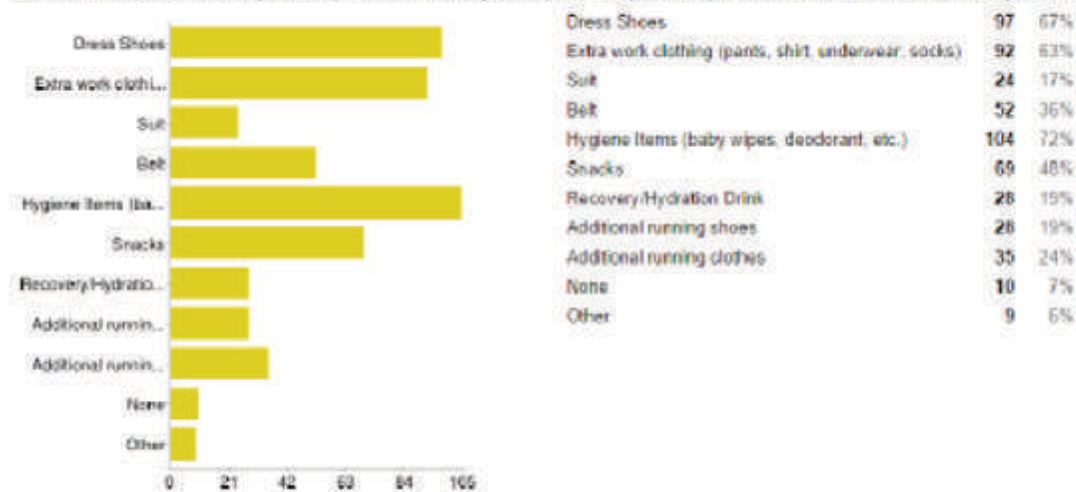 Dress Shoes
Extra work clothi...
Suit
Belt
Hygiene Items (ba...
Snacks
Recovery/Hydratio...
Additional runnin...
Additional runnin...
None
Other
0 21 42 63 84 105
Dress Shoes 97 67%
Extra work clothing (pants, shirt, underwear, socks) 92 63%
Suit 24 17%
Belt 52 36%
Hygiene Items (baby wipes, deodorant, etc.) 104 72%
Snacks 69 48%
Recovery/Hydration Drink 28 19%
Additional running shoes 28 19%
Additional running clothes 35 24%
None 10 7%
Other 9 6%